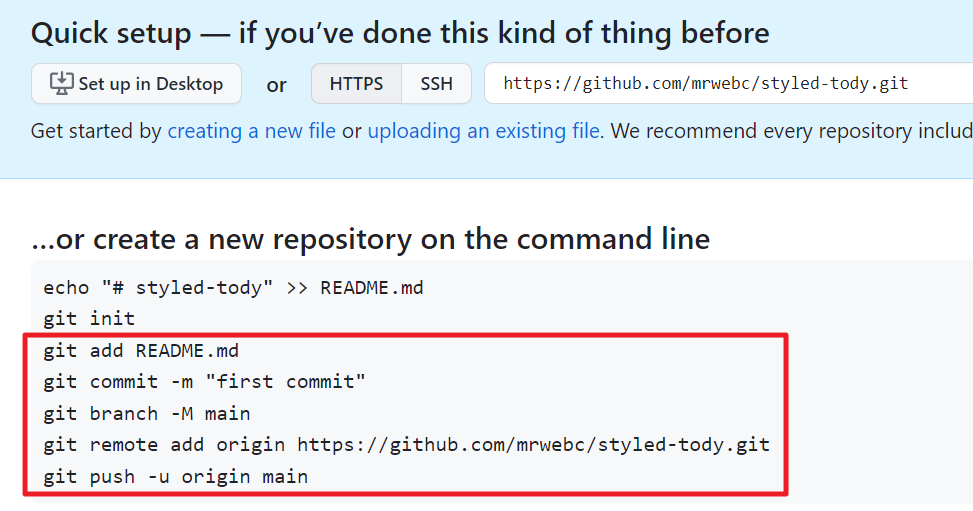 Quick setup — if you’ve done this kind of thing before
Set up in Desktop or HTTPS SSH https://github.com/mrwebc/styled-tody.git
Get started by creating a new file or uploading an existing file. We recommend every repository includ
...or create a new repository on the command line
echo "# styled-tody" >> README.md
git init
git add README.md
git commit -m "first commit"
git branch -M main
git remote add origin https://github.com/mrwebc/styled-tody.git
git push -u origin main